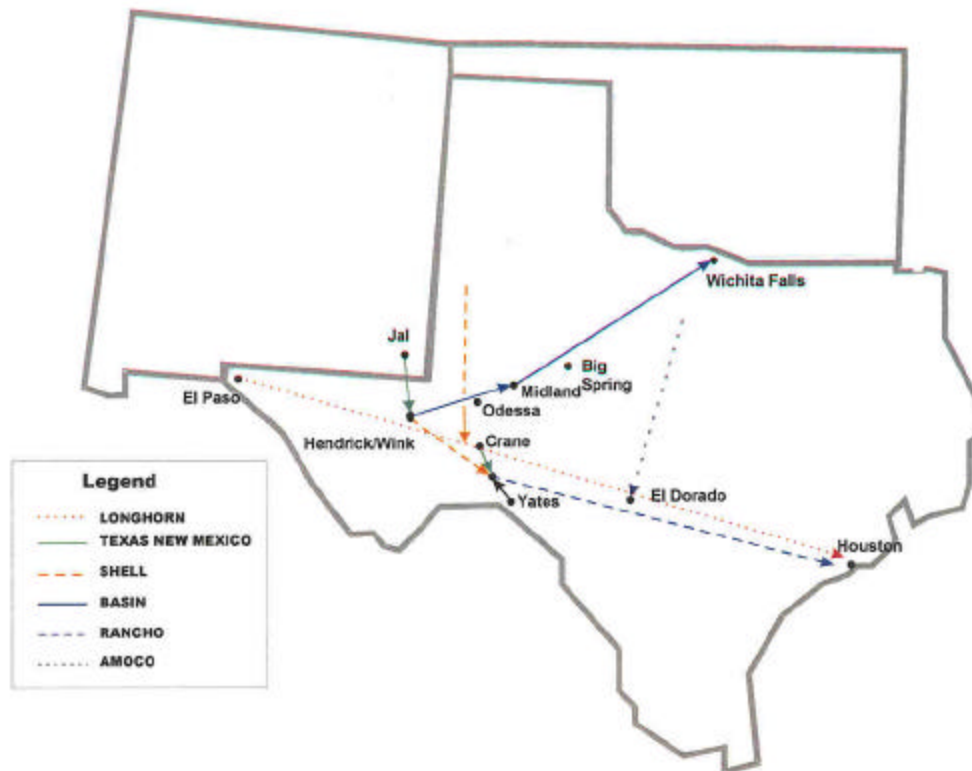 Wichita Falls
Jal
Big
Spring
Midland
El Paso
Odessa
Hendrick/Wink
Crane
Yates
El Dorado
Houston
Legend
LONGHORN
TEXAS NEW MEXICO
SHELL
BASIN
RANCHO
AMOCO